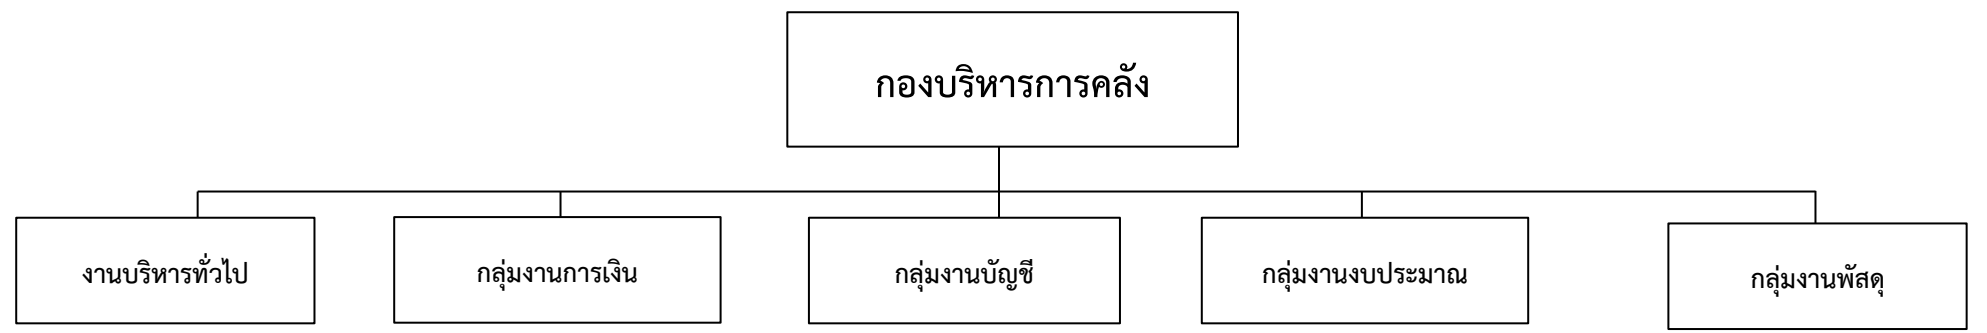 กองบริหารการคลัง
งานบริหารทั่วไป
กลุ่มงานการเงิน
กลุ่มงานบัญชี
กลุ่มงานงบประมาณ
กลุ่มงานพัสดุ